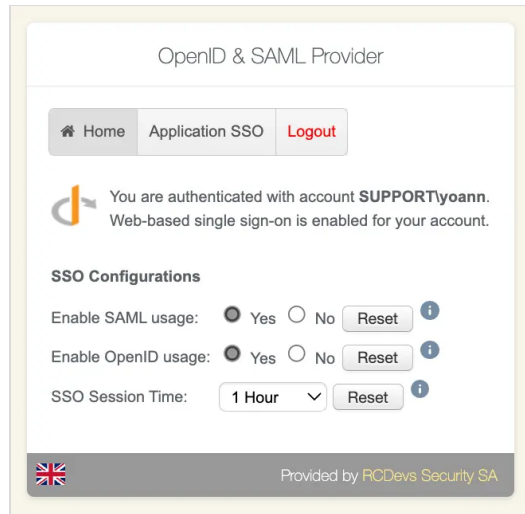 OpenID & SAML Provider
Home Application SSO Logout
You are authenticated with account SUPPORT\yoann.
Web-based single sign-on is enabled for your account.
SSO Configurations
Enable SAML usage: Yes No Reset i
Enable OpenID usage: Yes No Reset i
SSO Session Time: 1 Hour Reset i
Provided by RCDevs Security SA